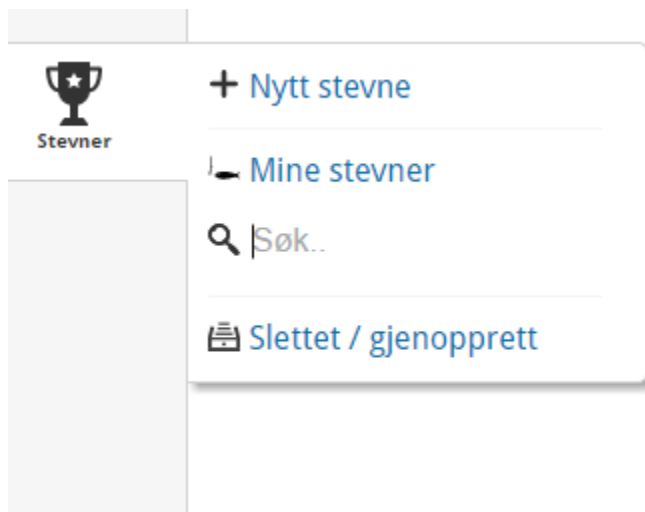 Stevner
Nytt stevne
Mine stevner
Søk..
Slettet / gjenopprett